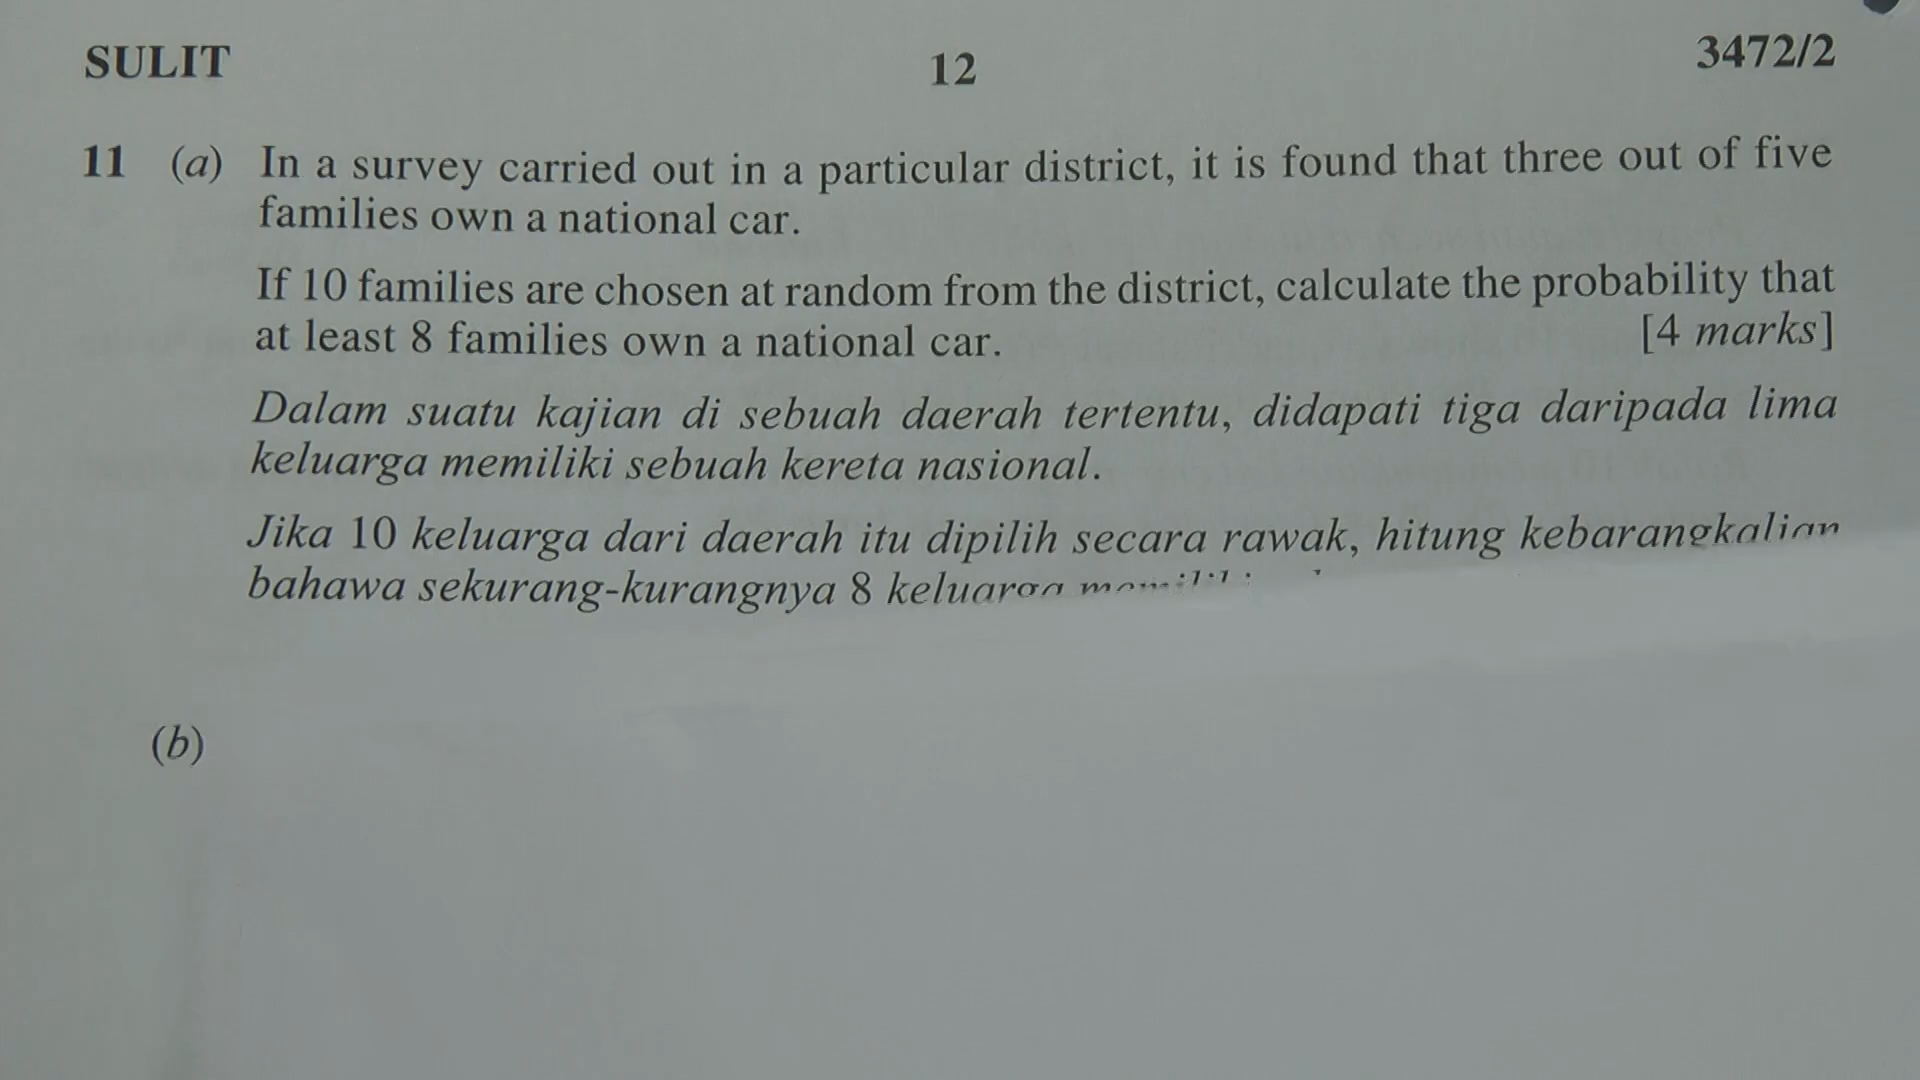 SULIT 12 3472/2
11 (a) In a survey carried out in a particular district, it is found that three out of five
families own a national car.
If 10 families are chosen at random from the district, calculate the probability that
at least 8 families own a national car. [4 marks]
Dalam suatu kajian di sebuah daerah tertentu, didapati tiga daripada lima
keluarga memiliki sebuah kereta nasional.
Jika 10 keluarga dari daerah itu dipilih secara rawak, hitung kebarangkalian
bahawa sekurang-kurangnya 8 keluarga
(b)